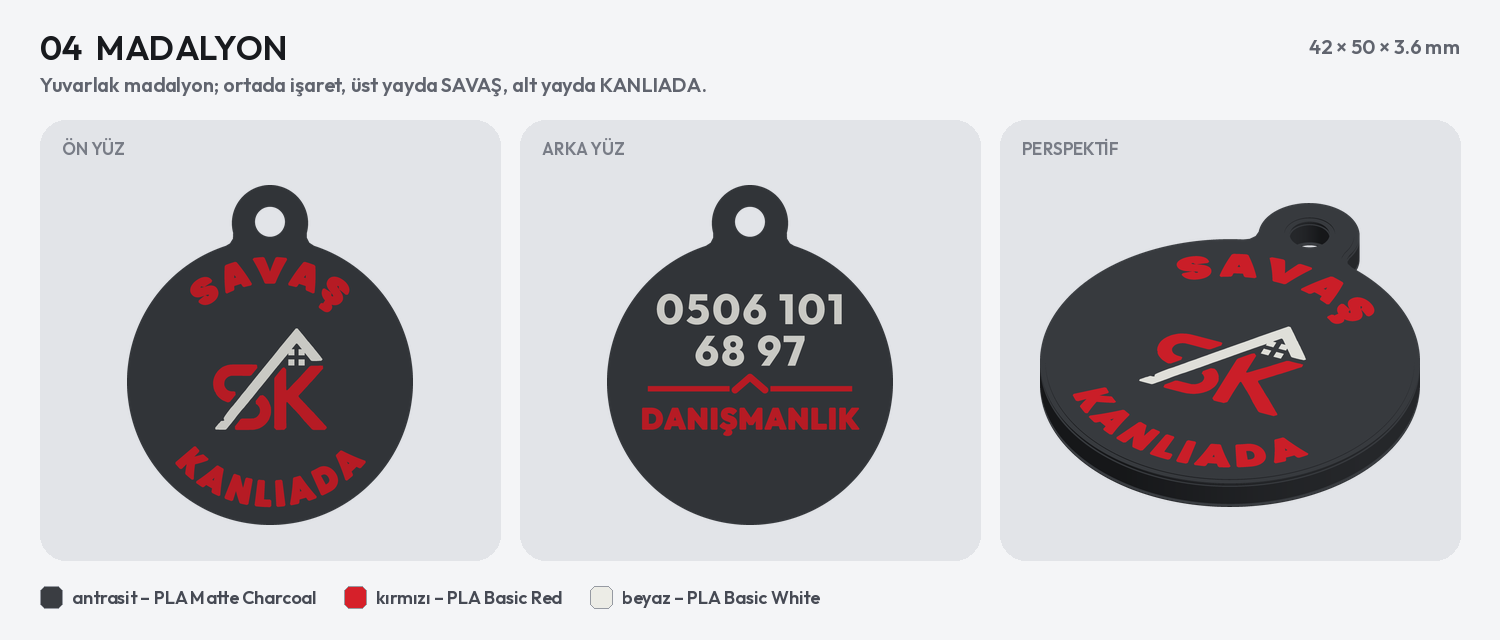 04 MADALYON
42 × 50 × 3.6 mm
Yuvarlak madalyon; ortada işaret, üst yayda SAVAŞ, alt yayda KANLIADA.
ÖN YÜZ
SAVAŞ
SK
KANLIADA
ARKA YÜZ
0506 101
68 97
DANIŞMANLIK
PERSPEKTİF
SAVAŞ
SK
KANLIADA
antrasit – PLA Matte Charcoal
kırmızı – PLA Basic Red
beyaz – PLA Basic White